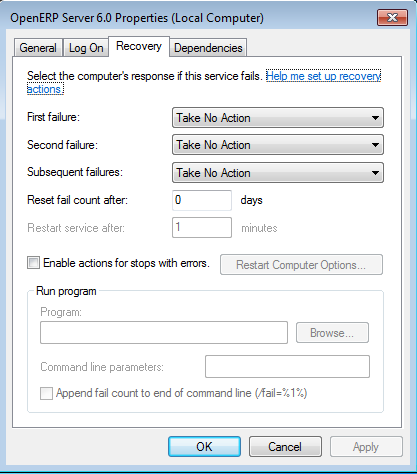 OpenERP Server 6.0 Properties (Local Computer)
General Log On Recovery Dependencies
Select the computer's response if this service fails. Help me set up recovery
actions.
First failure: Take No Action
Second failure: Take No Action
Subsequent failures: Take No Action
Reset fail count after: 0 days
Restart service after: 1 minutes
Enable actions for stops with errors. Restart Computer Options...
Run program
Program:
Browse...
Command line parameters:
Append fail count to end of command line (/fail=%1%)
OK Cancel Apply